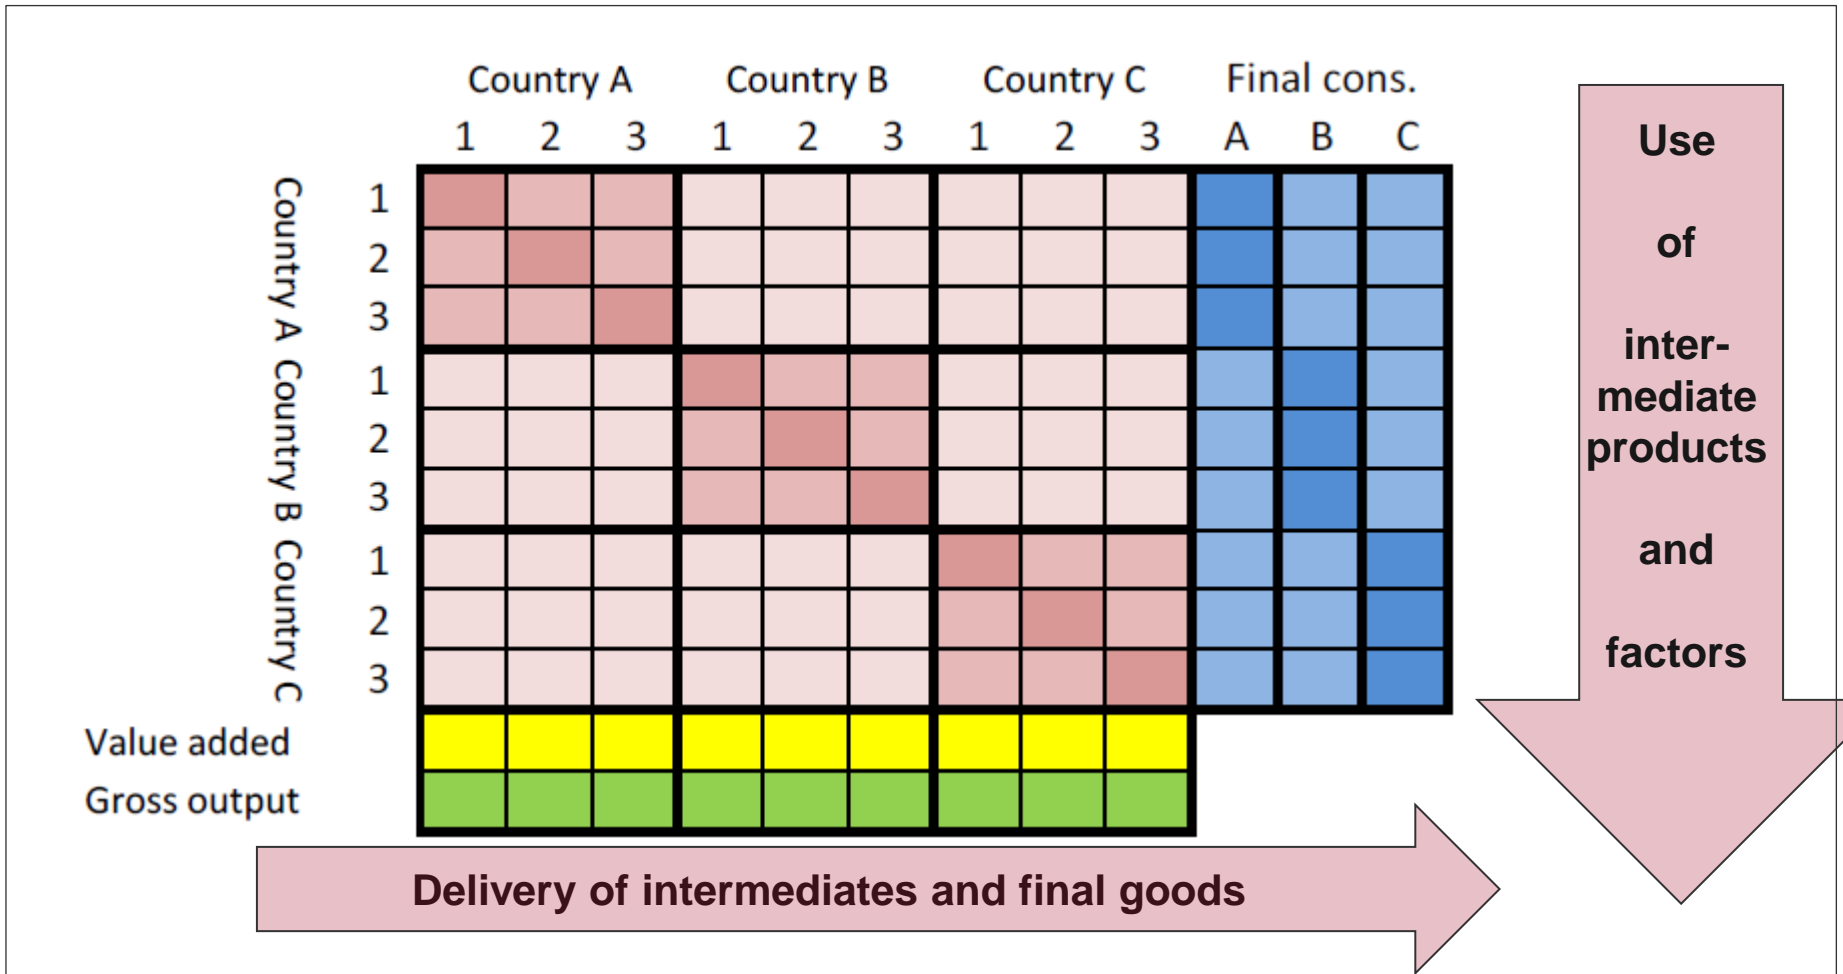 Country A Country B Country C Final cons.
1 2 3 1 2 3 1 2 3 A B C
Country A
1
2
3
Country B
1
2
3
Country C
1
2
3
Value added
Gross output
Delivery of intermediates and final goods
Use
of
inter-
mediate
products
and
factors